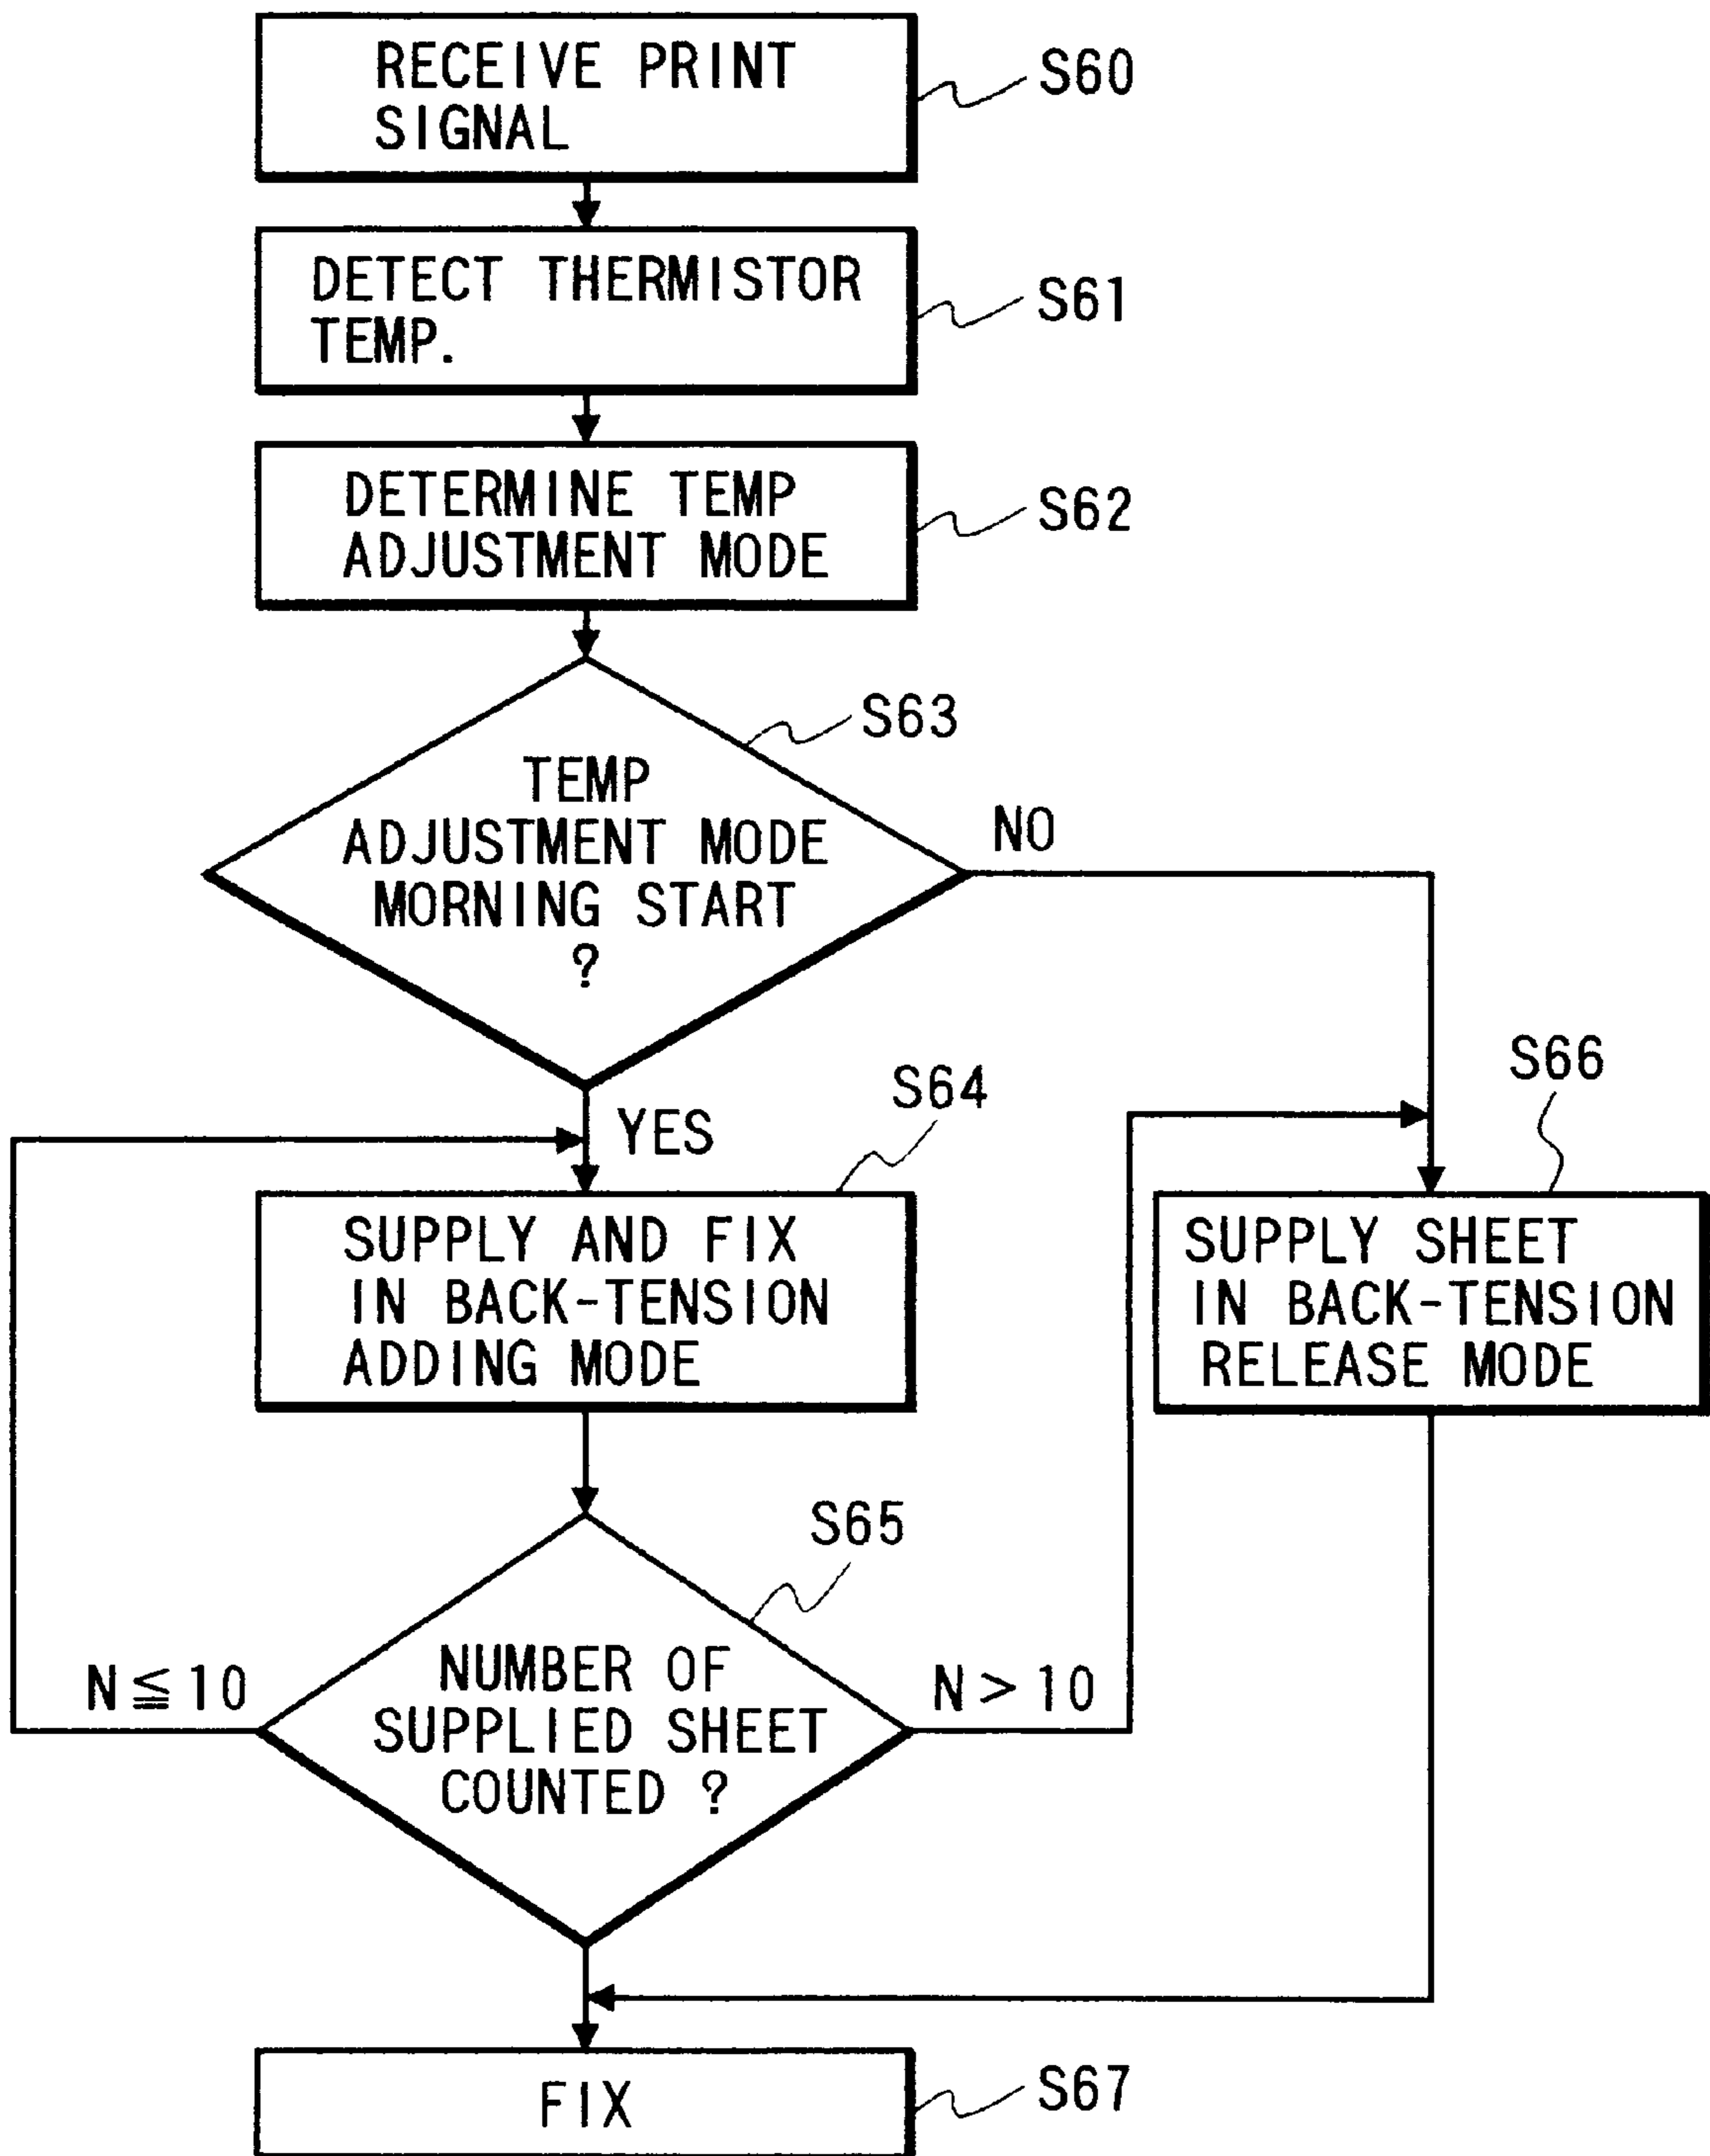 RECEIVE PRINT
SIGNAL
S60
DETECT THERMISTOR
TEMP.
S61
DETERMINE TEMP
ADJUSTMENT MODE
S62
S63
TEMP
ADJUSTMENT MODE
MORNING START
?
NO
YES
S64
SUPPLY AND FIX
IN BACK-TENSION
ADDING MODE
S66
SUPPLY SHEET
IN BACK-TENSION
RELEASE MODE
S65
NUMBER OF
SUPPLIED SHEET
COUNTED ?
N ≦ 10
N > 10
FIX
S67